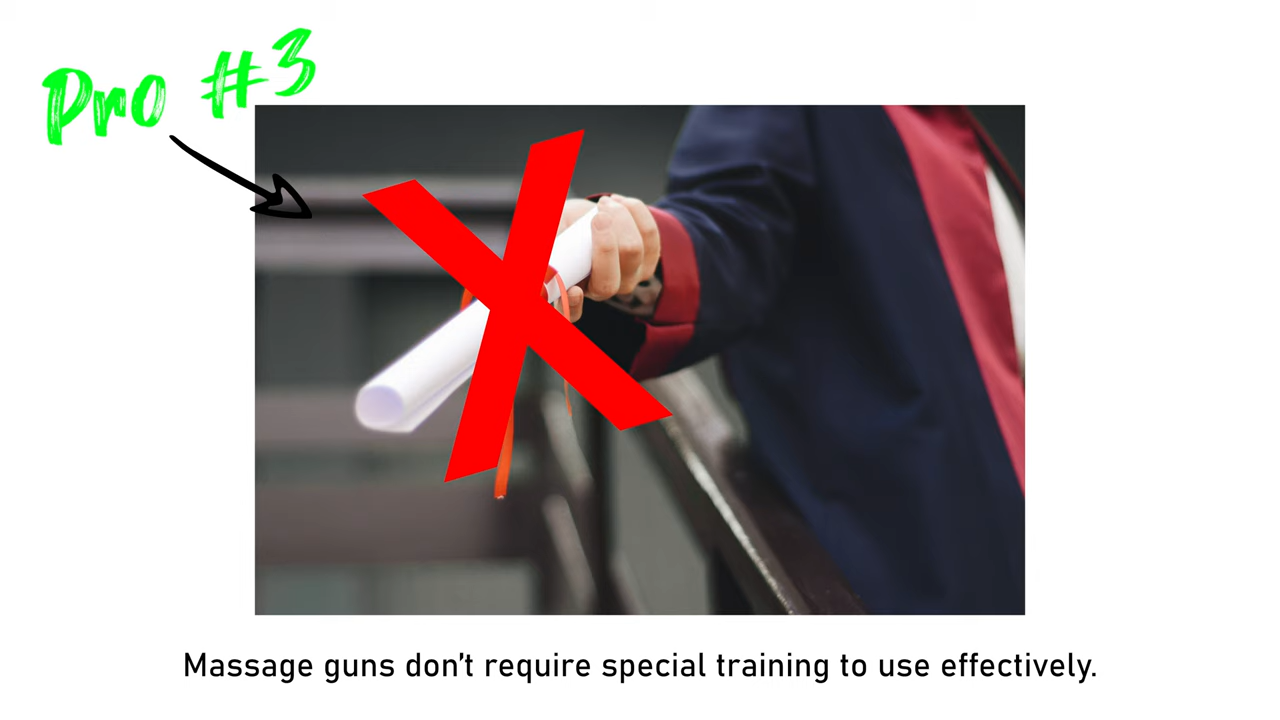 Pro #3
Massage guns don't require special training to use effectively.